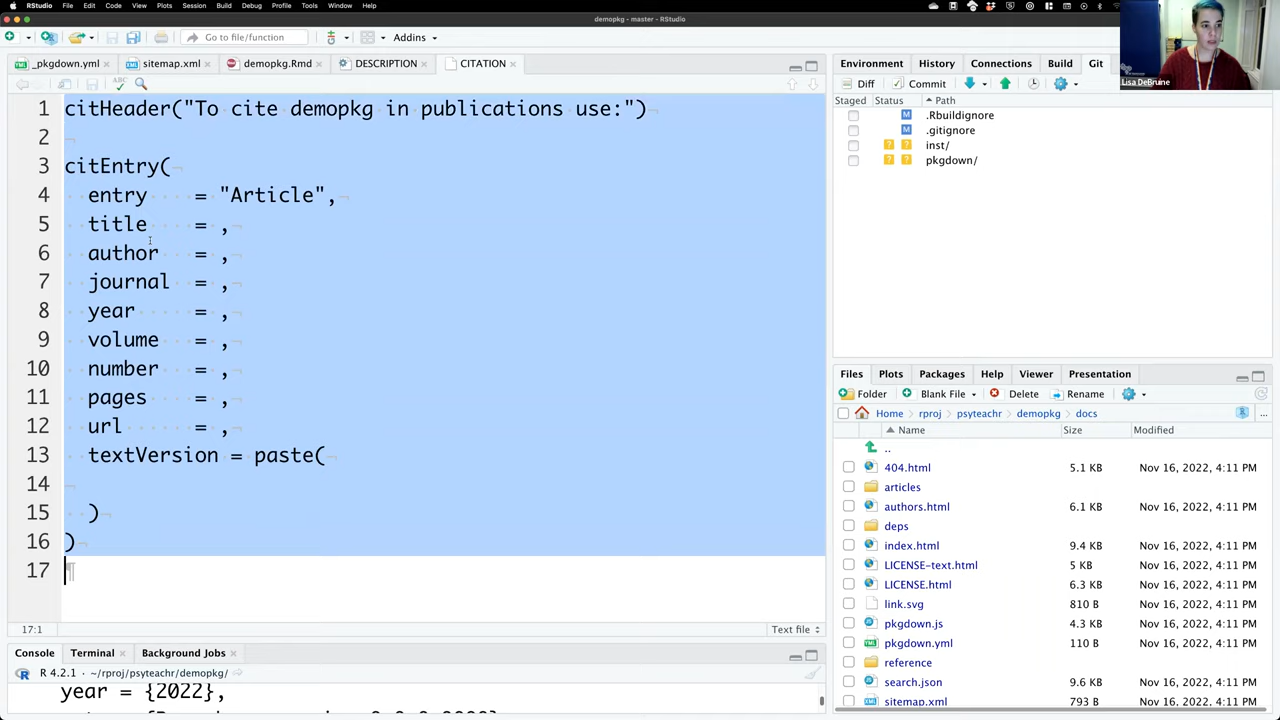 RStudio File Edit Code View Plots Session Build Debug Profile Tools Window Help
demopkg - master - RStudio
Go to file/function Addins
_pkgdown.yml sitemap.xml demopkg.Rmd DESCRIPTION CITATION
1 citHeader("To cite demopkg in publications use:")
2
3 citEntry(
4 entry = "Article",
5 title = ,
6 author = ,
7 journal = ,
8 year = ,
9 volume = ,
10 number = ,
11 pages = ,
12 url = ,
13 textVersion = paste(
14
15 )
16 )
17
17:1 Text file
Console Terminal Background Jobs
R 4.2.1 · ~/rproj/psyteachr/demopkg/
year = {2022},
Lisa DeBruine
Environment History Connections Build Git
Diff Commit
Staged Status Path
M .Rbuildignore
M .gitignore
? ? inst/
? ? pkgdown/
Files Plots Packages Help Viewer Presentation
Folder Blank File Delete Rename
Home rproj psyteachr demopkg docs ...
Name Size Modified
..
404.html 5.1 KB Nov 16, 2022, 4:11 PM
articles
authors.html 6.1 KB Nov 16, 2022, 4:11 PM
deps
index.html 9.4 KB Nov 16, 2022, 4:11 PM
LICENSE-text.html 5 KB Nov 16, 2022, 4:11 PM
LICENSE.html 6.3 KB Nov 16, 2022, 4:11 PM
link.svg 810 B Nov 16, 2022, 4:11 PM
pkgdown.js 4.3 KB Nov 16, 2022, 4:11 PM
pkgdown.yml 110 B Nov 16, 2022, 4:11 PM
reference
search.json 9.6 KB Nov 16, 2022, 4:11 PM
sitemap.xml 793 B Nov 16, 2022, 4:11 PM